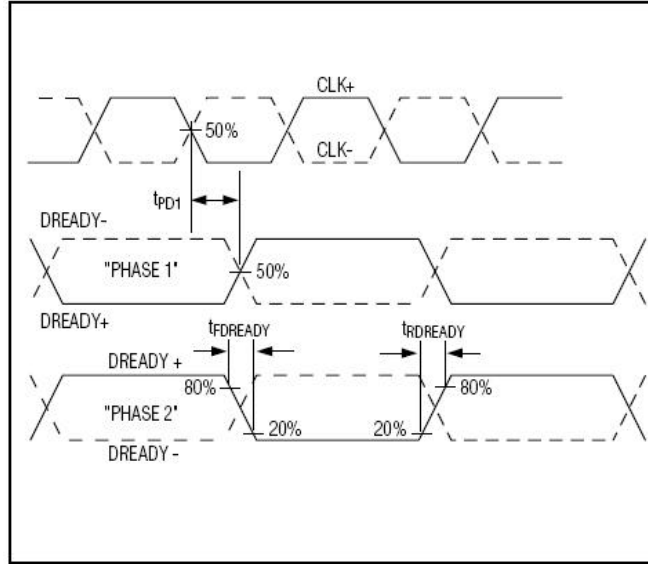 CLK+
50%
CLK-
tPD1
DREADY-
"PHASE 1"
50%
DREADY+
tFDREADY
tRDREADY
DREADY +
80%
80%
"PHASE 2"
20%
20%
DREADY -